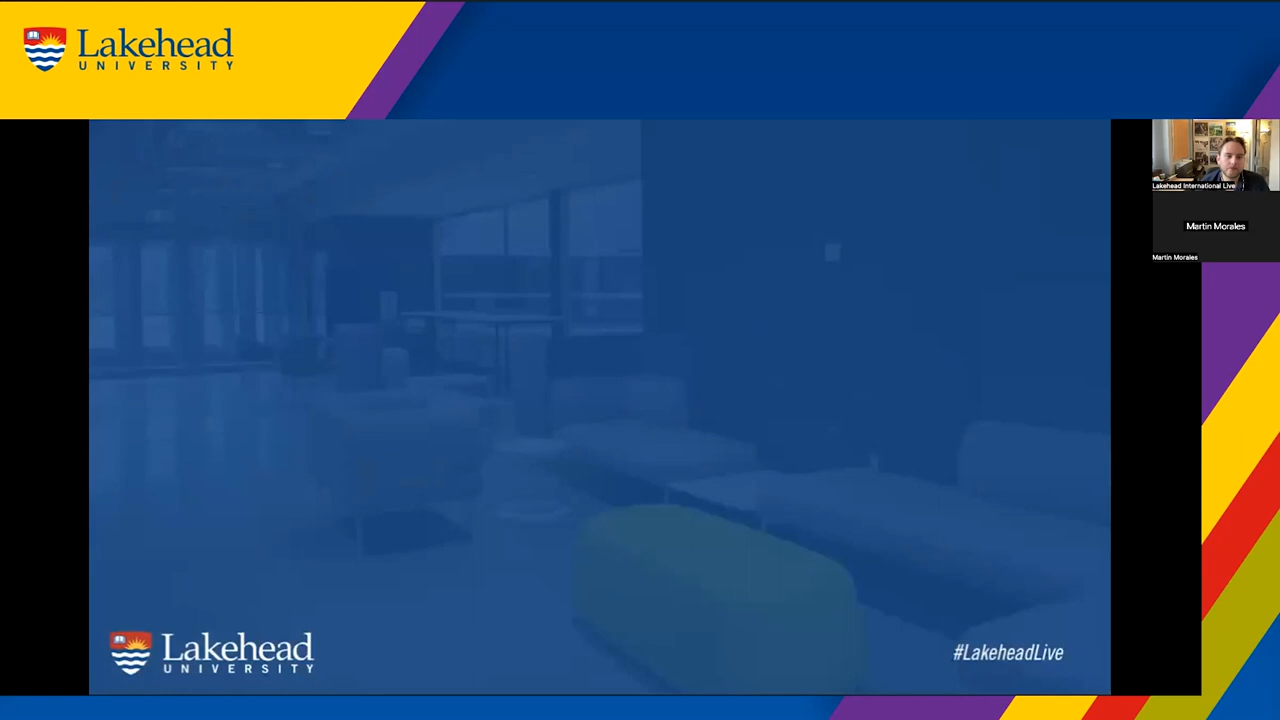 Lakehead
UNIVERSITY
Lakehead International Live
Martin Morales
Martin Morales
Lakehead
UNIVERSITY
#LakeheadLive